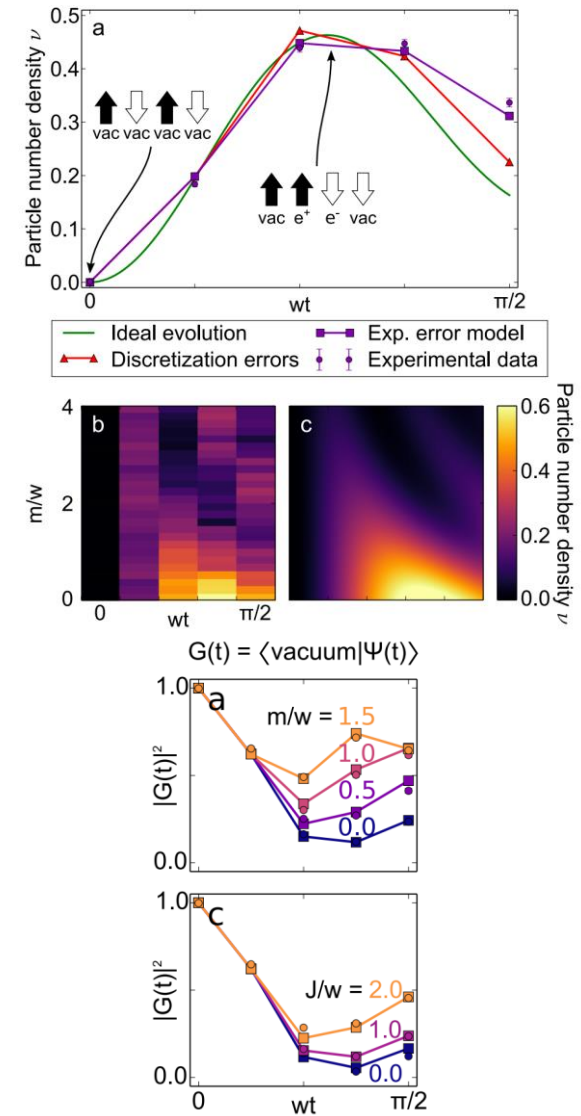 a
Particle number density ν
0.5
0.4
0.3
0.2
0.1
0.0
vac vac vac vac
vac e⁺ e⁻ vac
0 wt π/2
Ideal evolution
Discretization errors
Exp. error model
Experimental data
b
m/w
4
2
0
0 wt π/2
c
0.6
0.4
0.2
0.0
Particle number density ν
G(t) = ⟨vacuum|Ψ(t)⟩
a
|G(t)|²
1.0
0.0
m/w = 1.5
1.0
0.5
0.0
c
|G(t)|²
1.0
0.0
J/w = 2.0
1.0
0.0
0 wt π/2